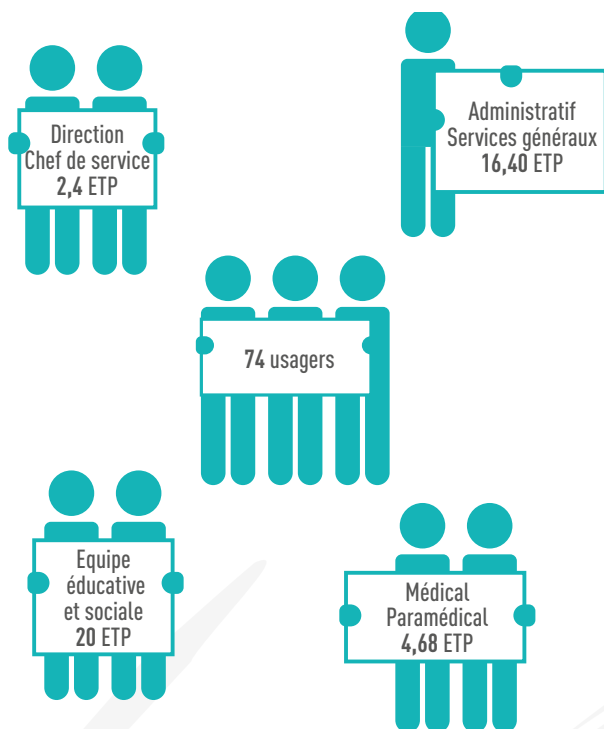 Direction
Chef de service
2,4 ETP
Administratif
Services généraux
16,40 ETP
74 usagers
Equipe
éducative
et sociale
20 ETP
Médical
Paramédical
4,68 ETP